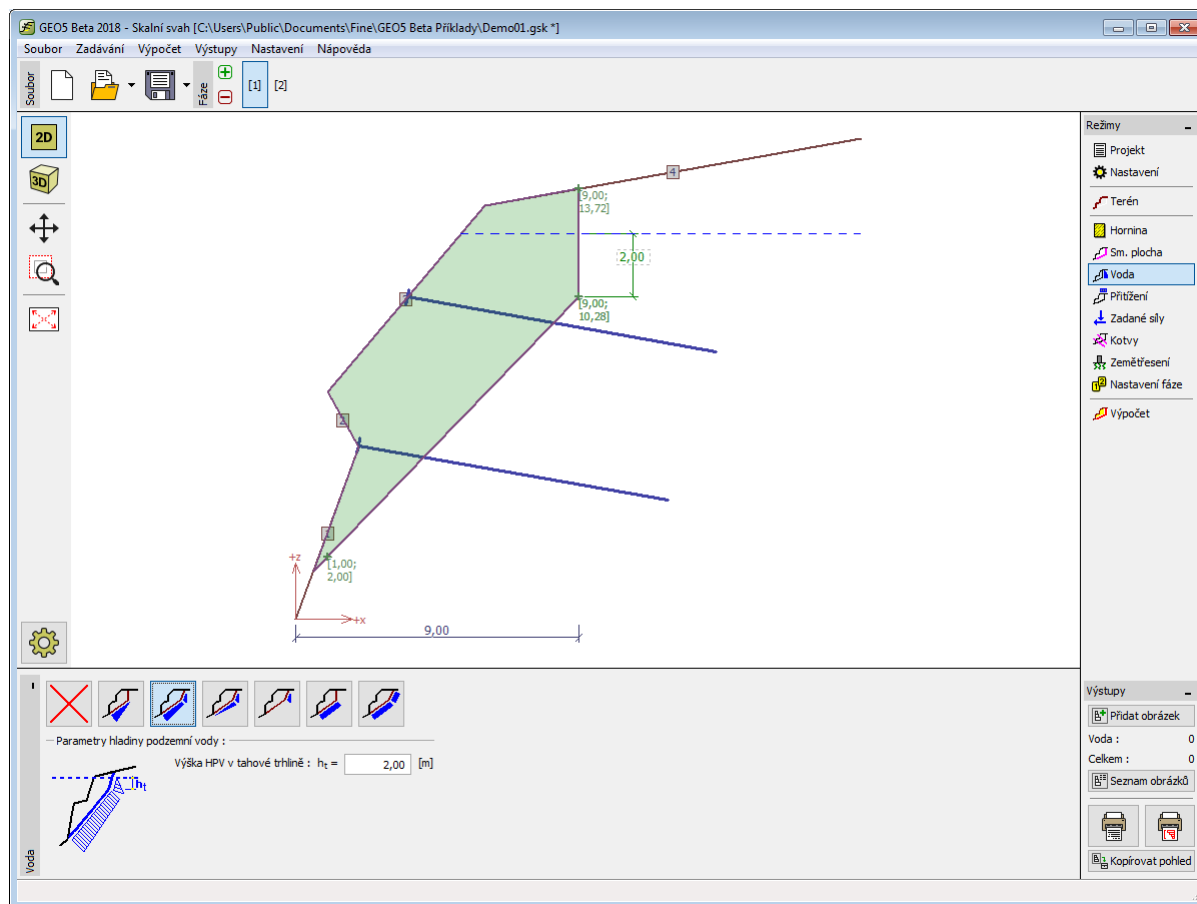 GEO5 Beta 2018 - Skalní svah [C:\Users\Public\Documents\Fine\GEO5 Beta Příklady\Demo01.gsk *]
Soubor Zadávání Výpočet Výstupy Nastavení Nápověda
Soubor
Fáze
[1] [2]
2D
3D
4
[9,00;
13,72]
2,00
3
[9,00;
10,28]
2
1
[1,00;
2,00]
+z
+x
9,00
Režimy
Projekt
Nastavení
Terén
Hornina
Sm. plocha
Voda
Přitížení
Zadané síly
Kotvy
Zemětřesení
Nastavení fáze
Výpočet
Voda
Parametry hladiny podzemní vody :
Výška HPV v tahové trhlině : ht = 2,00 [m]
ht
Výstupy
Přidat obrázek
Voda : 0
Celkem : 0
Seznam obrázků
Kopírovat pohled